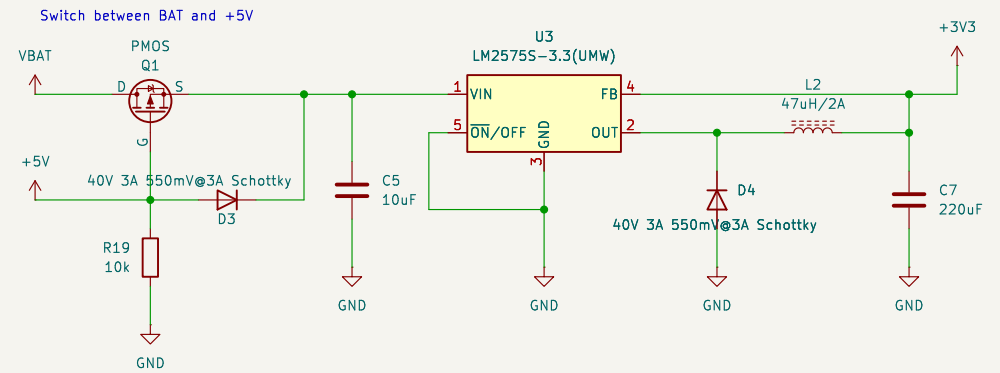 Switch between BAT and +5V
VBAT
PMOS
Q1
D
S
G
+5V
40V 3A 550mV@3A Schottky
D3
R19
10k
GND
C5
10uF
GND
U3
LM2575S-3.3(UMW)
1
VIN
5
ON/OFF
GND
3
FB
4
OUT
2
GND
D4
40V 3A 550mV@3A Schottky
GND
L2
47uH/2A
+3V3
C7
220uF
GND